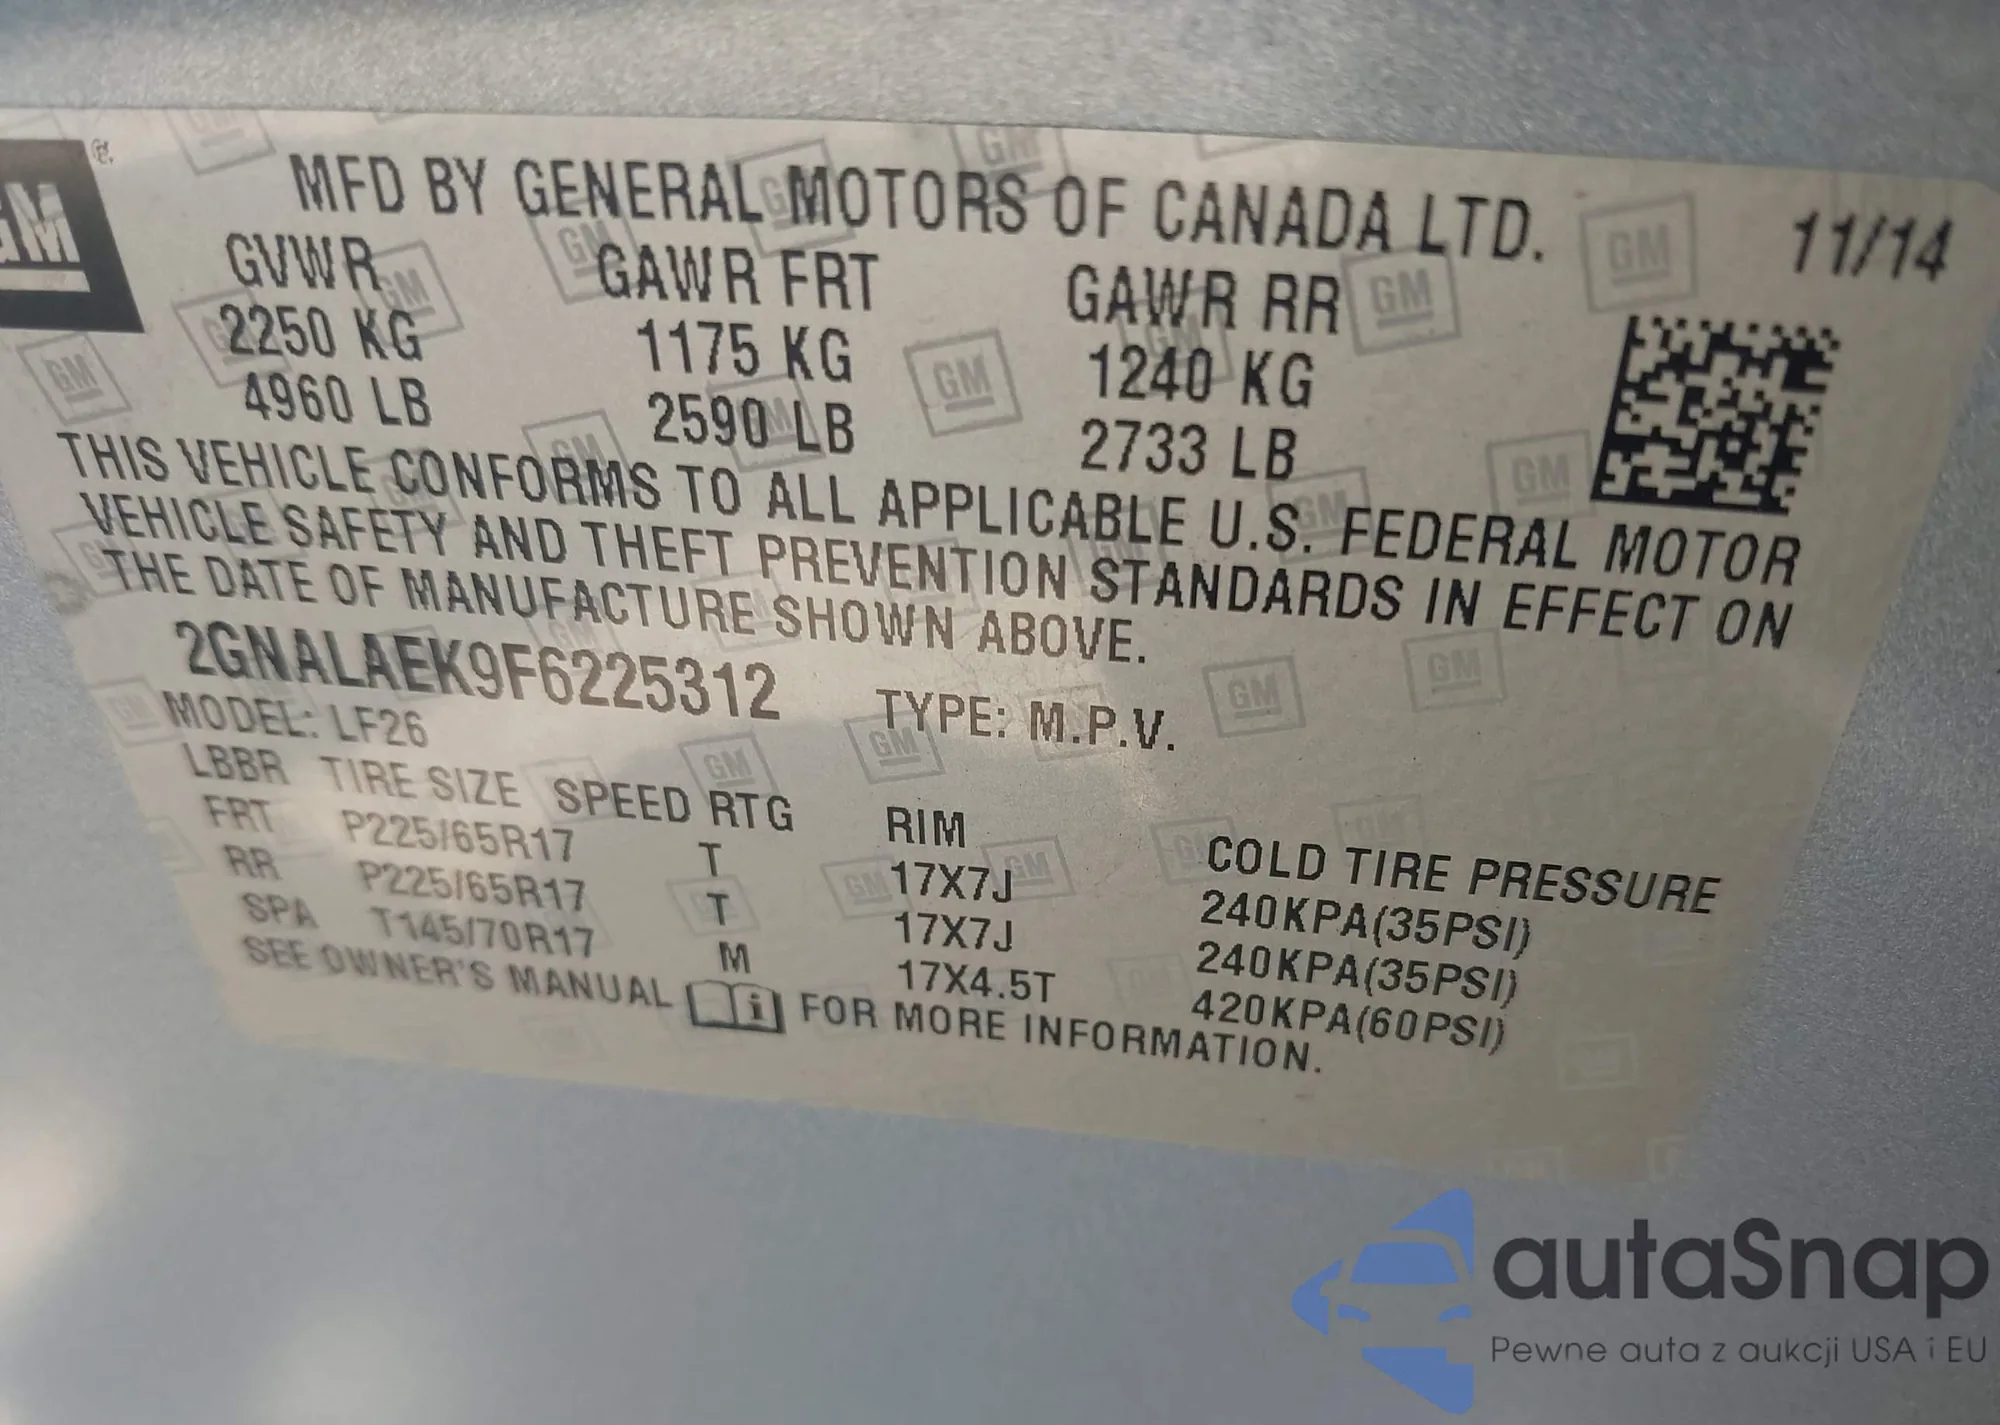 GM
MFD BY GENERAL MOTORS OF CANADA LTD. 11/14
GVWR GAWR FRT GAWR RR
2250 KG 1175 KG 1240 KG
4960 LB 2590 LB 2733 LB
THIS VEHICLE CONFORMS TO ALL APPLICABLE U.S. FEDERAL MOTOR
VEHICLE SAFETY AND THEFT PREVENTION STANDARDS IN EFFECT ON
THE DATE OF MANUFACTURE SHOWN ABOVE.
2GNALAEK9F6225312 TYPE: M.P.V.
MODEL: LF26
LBBR TIRE SIZE SPEED RTG RIM COLD TIRE PRESSURE
FRT P225/65R17 T 17X7J 240KPA(35PSI)
RR P225/65R17 T 17X7J 240KPA(35PSI)
SPA T145/70R17 M 17X4.5T 420KPA(60PSI)
SEE OWNER'S MANUAL i FOR MORE INFORMATION.
autaSnap
Pewne auta z aukcji USA i EU